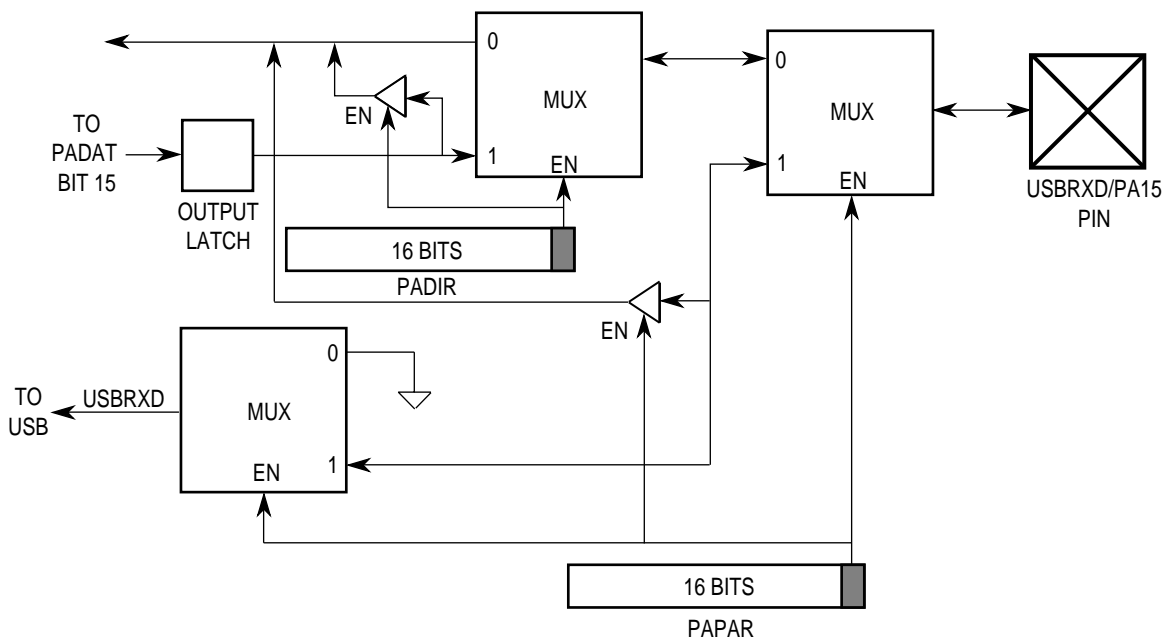 0
MUX
EN
1
EN
TO
PADAT
BIT 15
OUTPUT
LATCH
16 BITS
PADIR
0
MUX
1
EN
USBRXD/PA15
PIN
EN
TO
USB
USBRXD
0
MUX
EN
1
16 BITS
PAPAR